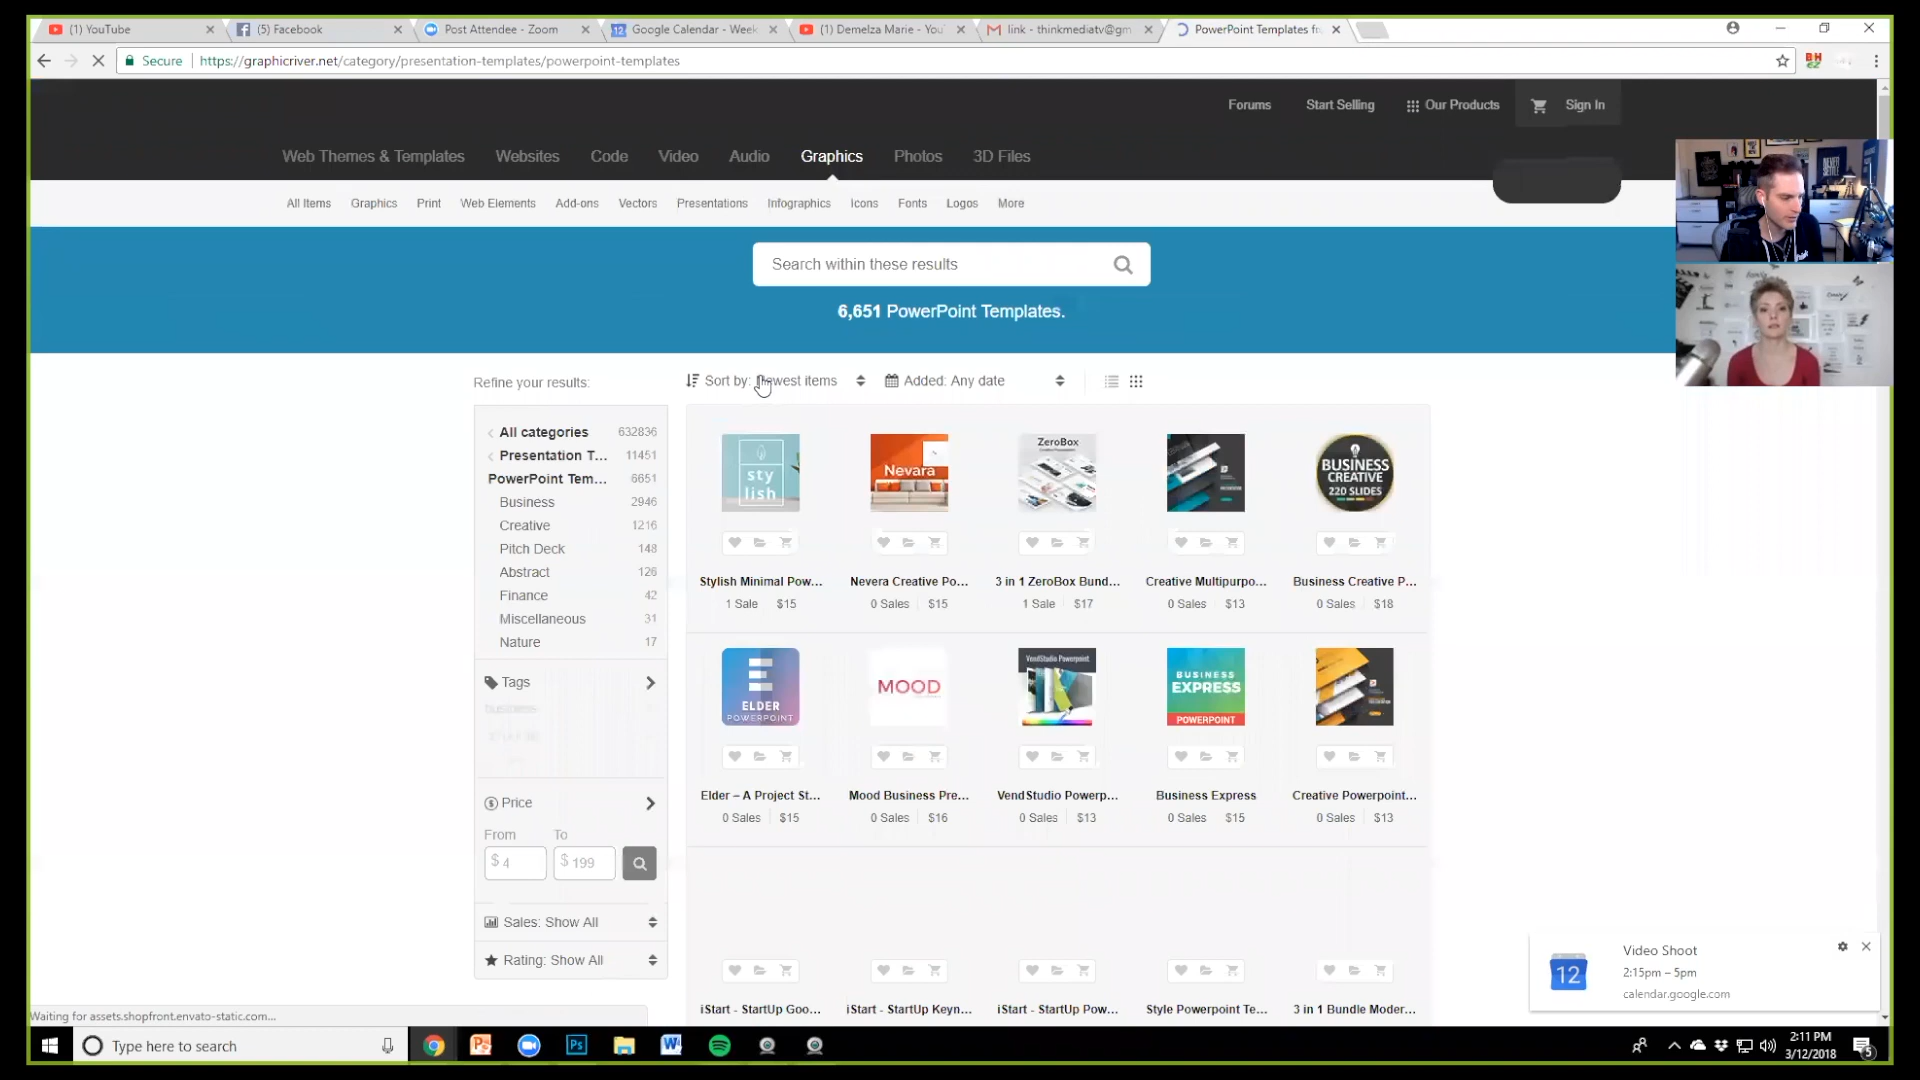 (1) YouTube
(5) Facebook
Post Attendee - Zoom
Google Calendar - Week
(1) Demelza Marie - You
link - thinkmediatv@gm
PowerPoint Templates fr
Secure
https://graphicriver.net/category/presentation-templates/powerpoint-templates
Forums
Start Selling
Our Products
Sign In
Web Themes & Templates
Websites
Code
Video
Audio
Graphics
Photos
3D Files
All Items
Graphics
Print
Web Elements
Add-ons
Vectors
Presentations
Infographics
Icons
Fonts
Logos
More
Search within these results
6,651 PowerPoint Templates.
Refine your results:
Sort by: newest items
Added: Any date
All categories 632836
Presentation T... 11451
PowerPoint Tem... 6651
Business 2946
Creative 1216
Pitch Deck 148
Abstract 126
Finance 42
Miscellaneous 31
Nature 17
Tags
business
Price
From To
$ 4 $ 199
Sales: Show All
Rating: Show All
sty
lish
Nevara
ZeroBox
BUSINESS
CREATIVE
220 SLIDES
Stylish Minimal Pow...
1 Sale $15
Nevera Creative Po...
0 Sales $15
3 in 1 ZeroBox Bund...
1 Sale $17
Creative Multipurpo...
0 Sales $13
Business Creative P...
0 Sales $18
ELDER
POWERPOINT
MOOD
VendStudio Powerpoint
BUSINESS
EXPRESS
POWERPOINT
Elder – A Project St...
0 Sales $15
Mood Business Pre...
0 Sales $16
VendStudio Powerp...
0 Sales $13
Business Express
0 Sales $15
Creative Powerpoint...
0 Sales $13
iStart - StartUp Goo...
iStart - StartUp Keyn...
iStart - StartUp Pow...
Style Powerpoint Te...
3 in 1 Bundle Moder...
12
Video Shoot
2:15pm – 5pm
calendar.google.com
Waiting for assets.shopfront.envato-static.com...
Type here to search
2:11 PM
3/12/2018
5